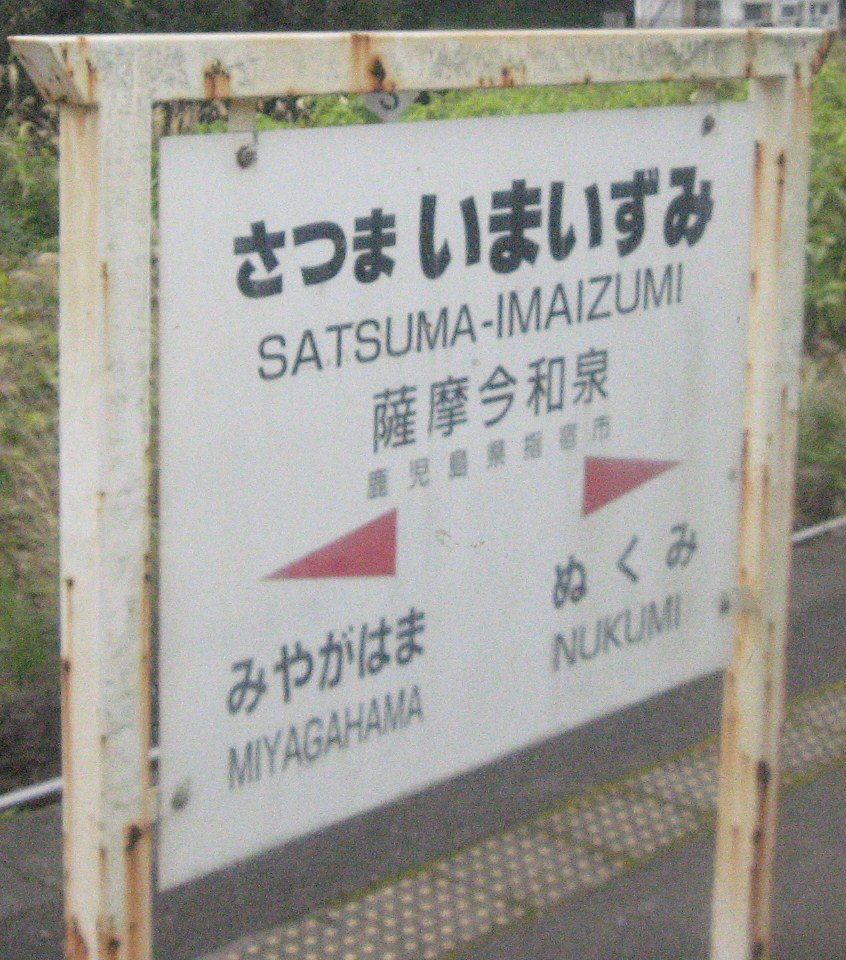 さつまいまいずみ
SATSUMA-IMAIZUMI
薩摩今和泉
鹿児島県指宿市
みやがはま
MIYAGAHAMA
ぬくみ
NUKUMI